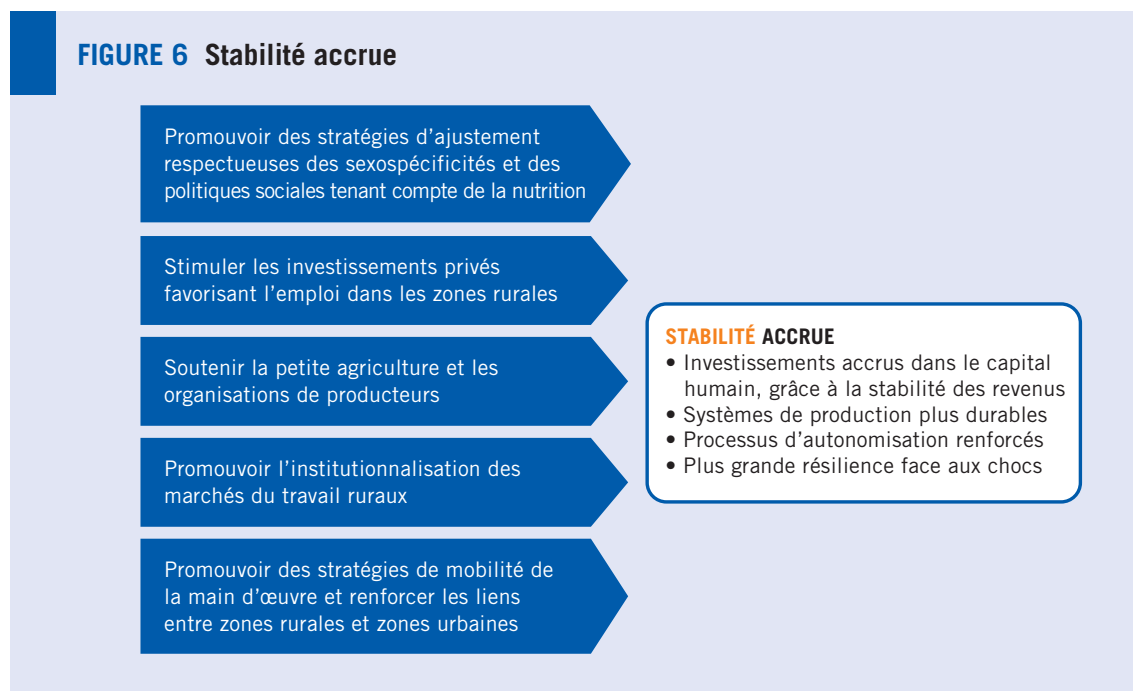 FIGURE 6 Stabilité accrue
Promouvoir des stratégies d’ajustement
respectueuses des sexospécificités et des
politiques sociales tenant compte de la nutrition
Stimuler les investissements privés
favorisant l’emploi dans les zones rurales
Soutenir la petite agriculture et les
organisations de producteurs
Promouvoir l’institutionnalisation des
marchés du travail ruraux
Promouvoir des stratégies de mobilité de
la main d’œuvre et renforcer les liens
entre zones rurales et zones urbaines
STABILITÉ ACCRUE
• Investissements accrus dans le capital
humain, grâce à la stabilité des revenus
• Systèmes de production plus durables
• Processus d’autonomisation renforcés
• Plus grande résilience face aux chocs